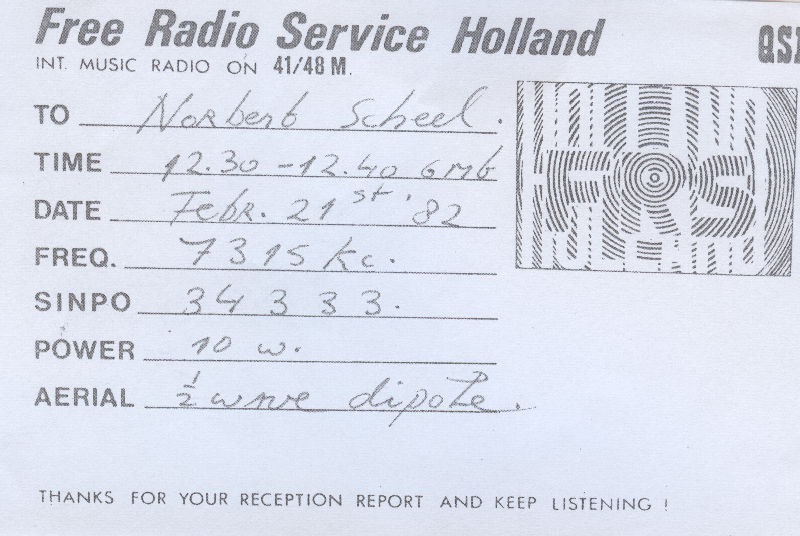 Free Radio Service Holland
QSL
INT. MUSIC RADIO ON 41/48 M.
TO Norbert Scheel.
TIME 12.30 - 12.40 GMT
DATE Febr. 21st '82
FREQ. 7315 kc.
SINPO 34333.
POWER 10 w.
AERIAL ½ wave dipole.
FRS
THANKS FOR YOUR RECEPTION REPORT AND KEEP LISTENING !